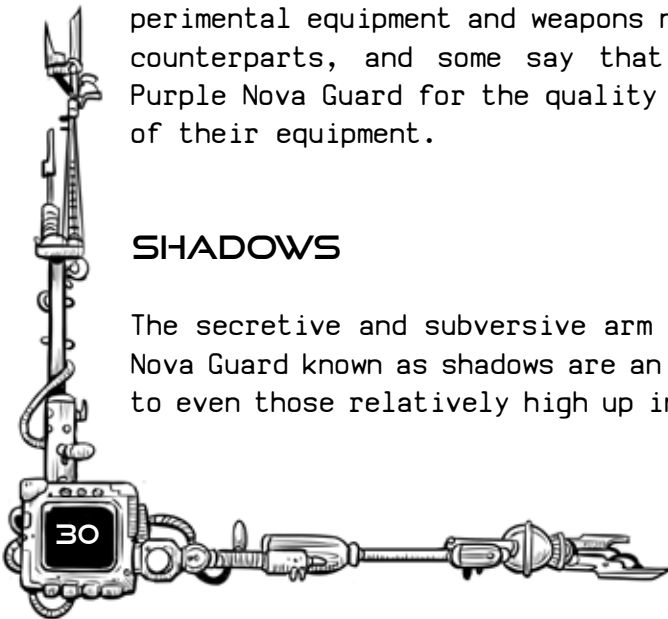 perimental equipment and weapons
counterparts, and some say that
Purple Nova Guard for the quality
of their equipment.
SHADOWS
The secretive and subversive arm
Nova Guard known as shadows are an
to even those relatively high up in
30